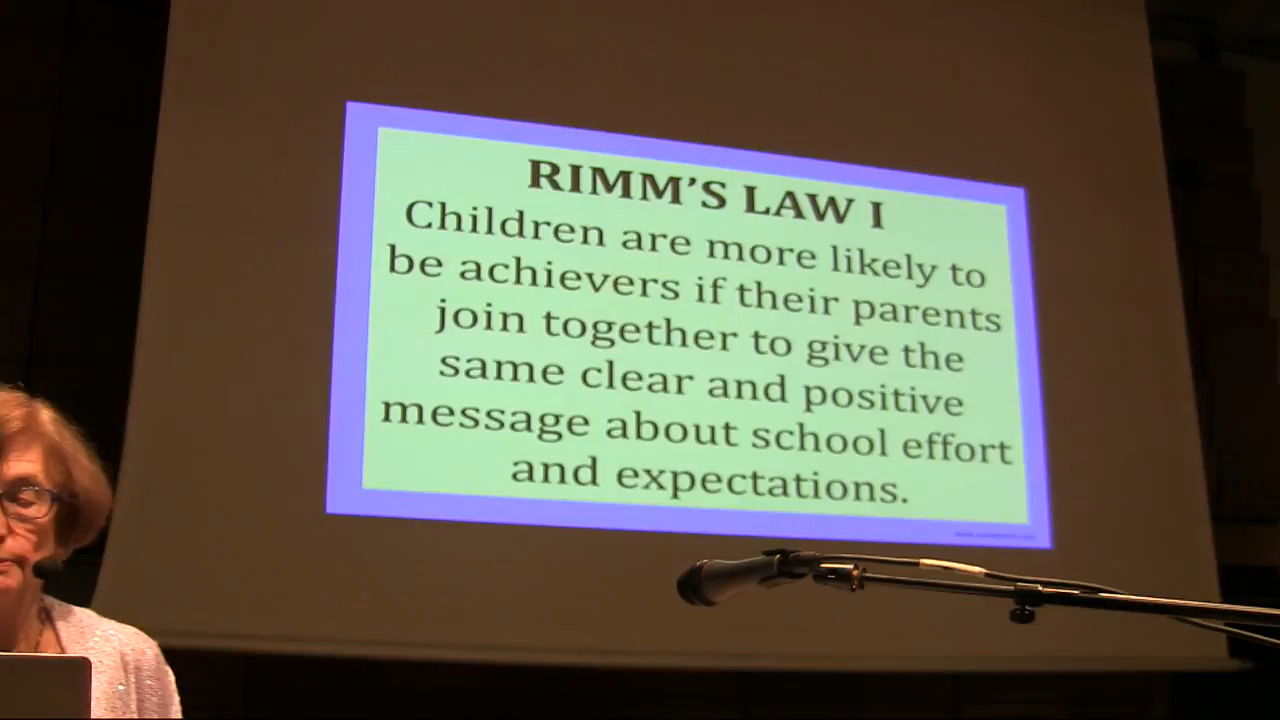 RIMM'S LAW I
Children are more likely to
be achievers if their parents
join together to give the
same clear and positive
message about school effort
and expectations.